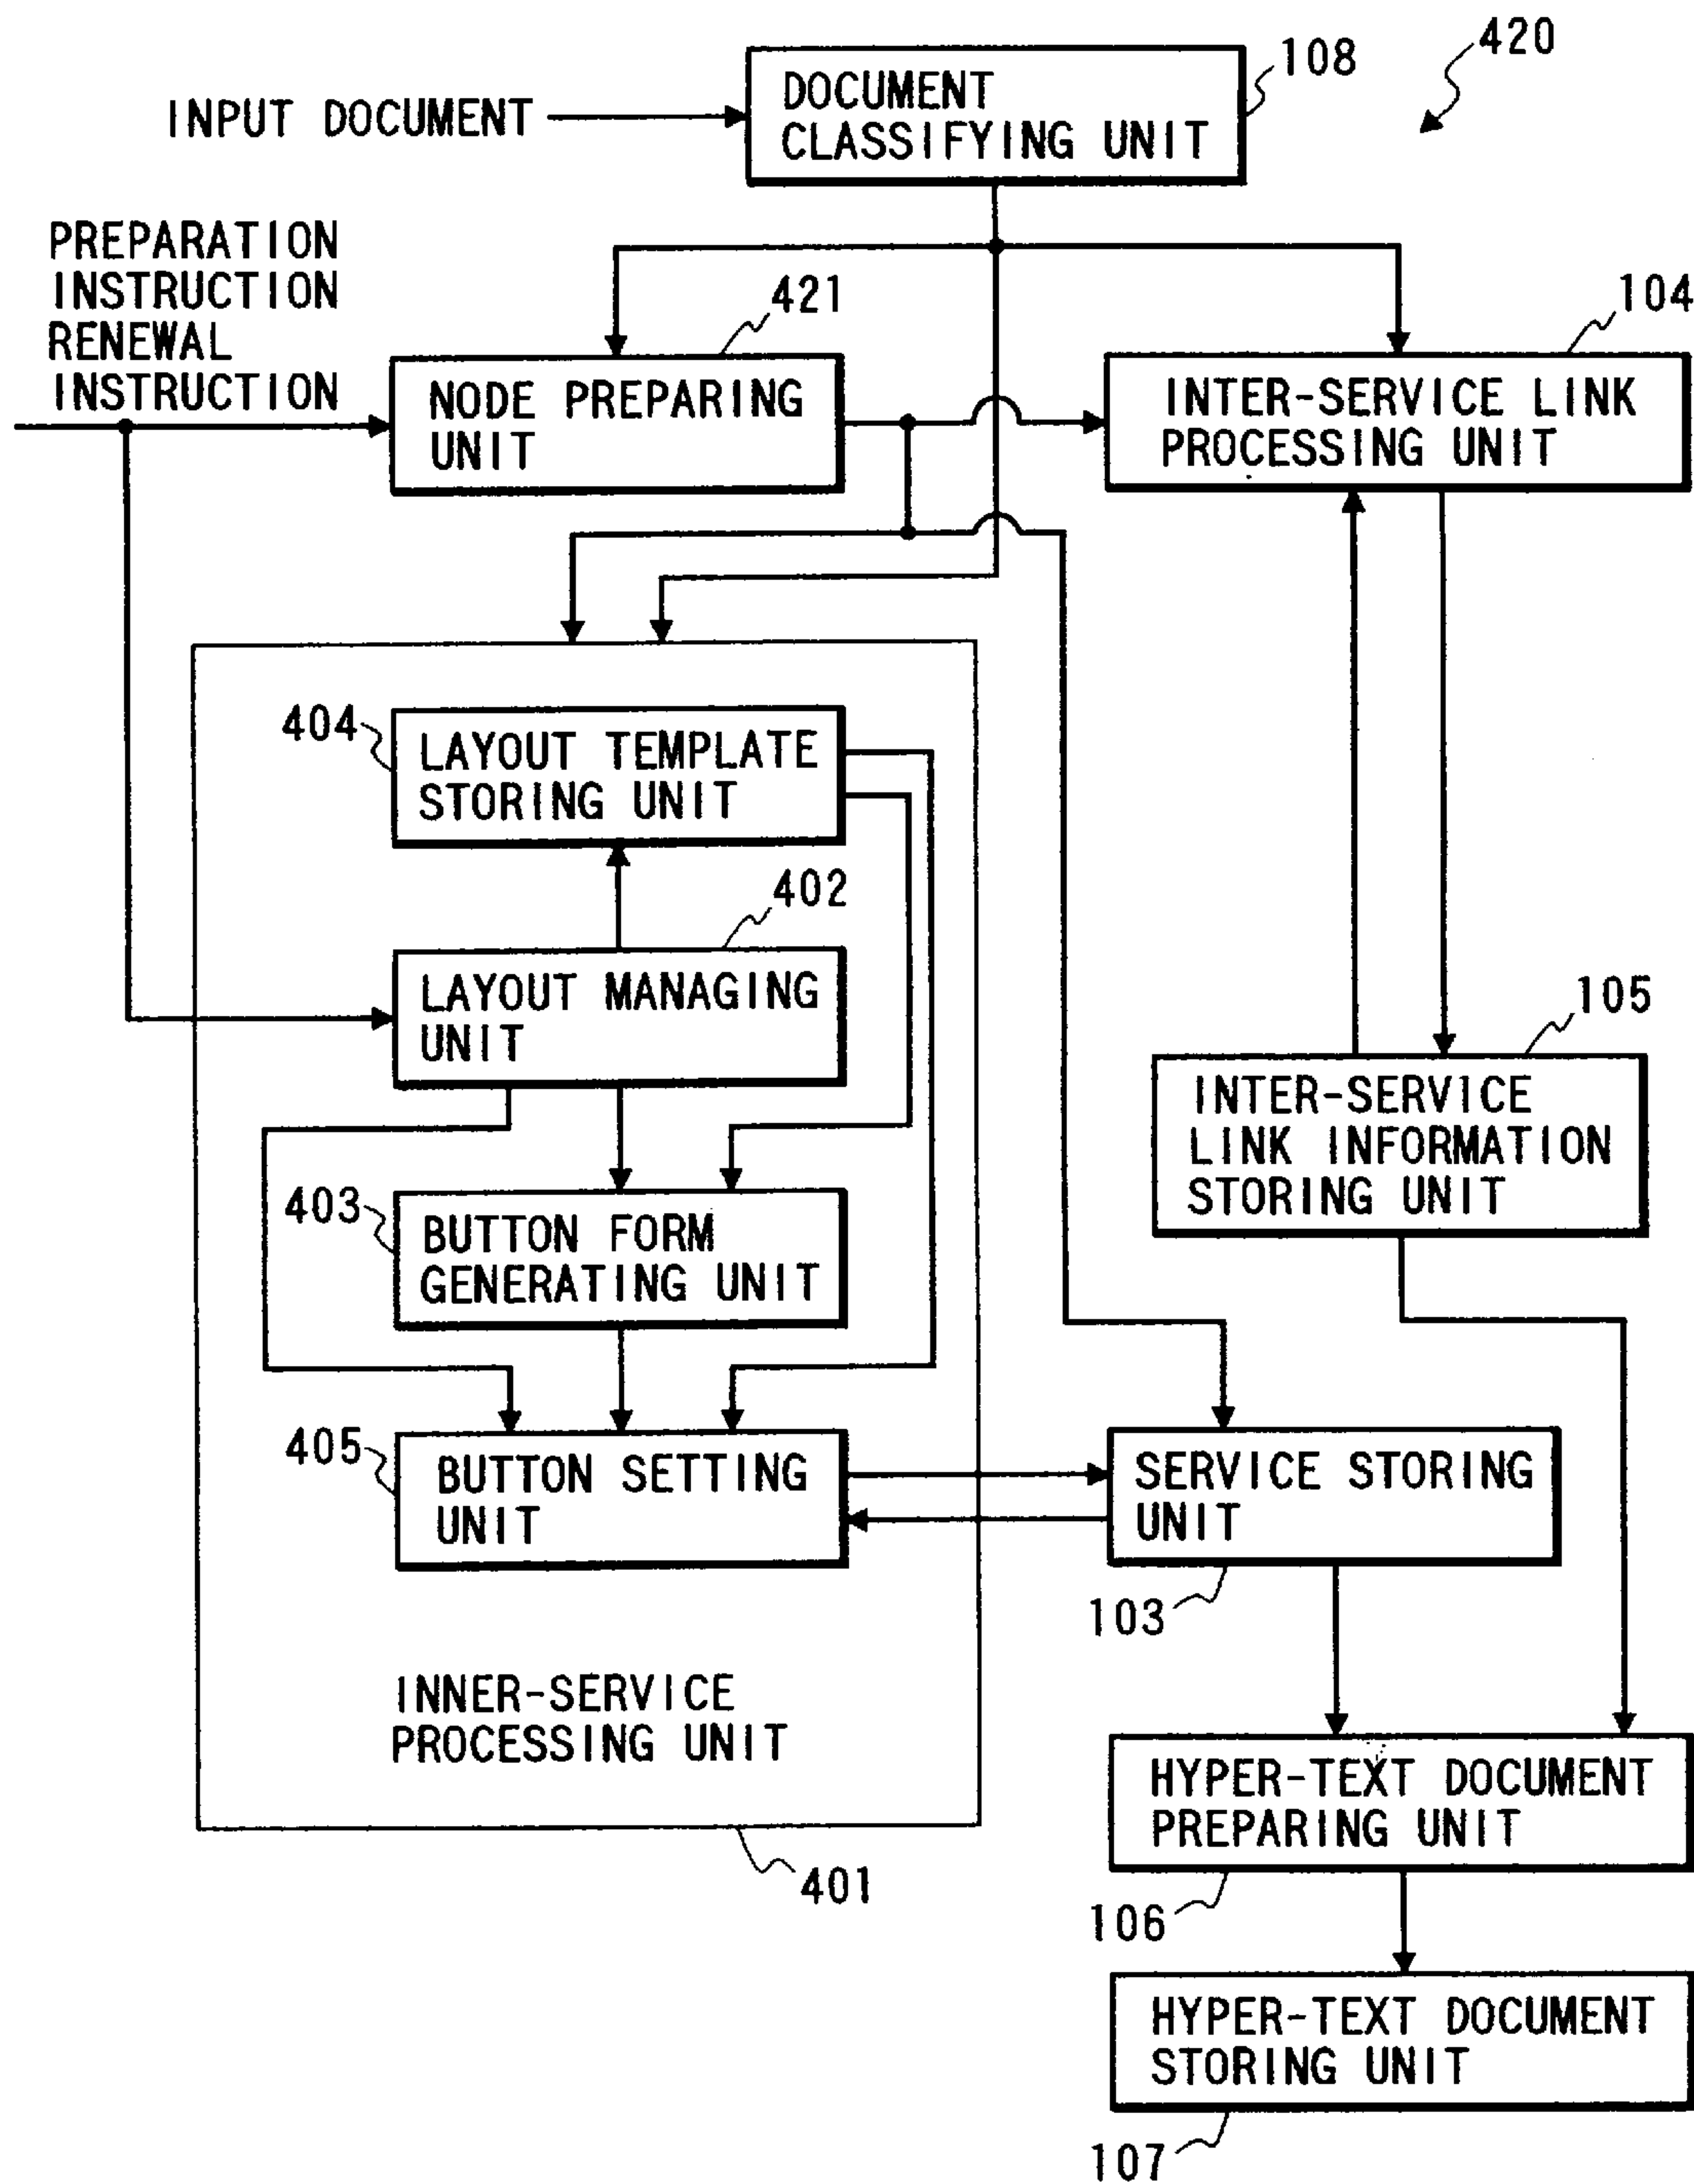 420
108
DOCUMENT
CLASSIFYING UNIT
INPUT DOCUMENT
PREPARATION
INSTRUCTION
RENEWAL
INSTRUCTION
421
104
NODE PREPARING
UNIT
INTER-SERVICE LINK
PROCESSING UNIT
404
LAYOUT TEMPLATE
STORING UNIT
402
LAYOUT MANAGING
UNIT
105
INTER-SERVICE
LINK INFORMATION
STORING UNIT
403
BUTTON FORM
GENERATING UNIT
405
BUTTON SETTING
UNIT
SERVICE STORING
UNIT
103
INNER-SERVICE
PROCESSING UNIT
401
HYPER-TEXT DOCUMENT
PREPARING UNIT
106
HYPER-TEXT DOCUMENT
STORING UNIT
107